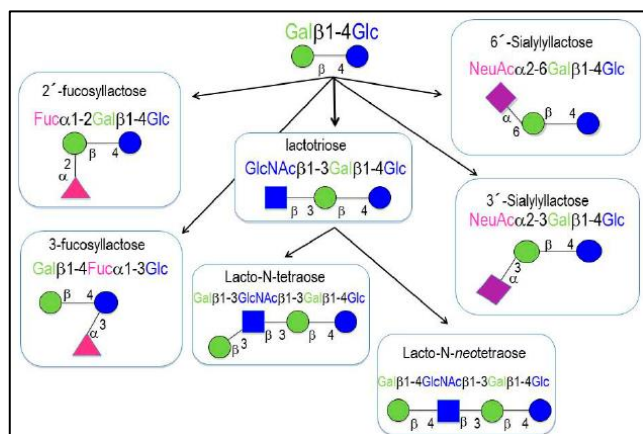 Galβ1-4Glc
β 4
2´-fucosyllactose
Fucα1-2Galβ1-4Glc
2 β 4
α
6´-Sialylyllactose
NeuAcα2-6Galβ1-4Glc
α
6 β 4
lactotriose
GlcNAcβ1-3Galβ1-4Glc
β 3 β 4
3´-Sialyllactose
NeuAcα2-3Galβ1-4Glc
3 β 4
α
3-fucosyllactose
Galβ1-4Fucα1-3Glc
β 4
3
α
Lacto-N-tetraose
Galβ1-3GlcNAcβ1-3Galβ1-4Glc
β 3 β 3 β 4
Lacto-N-neotetraose
Galβ1-4GlcNAcβ1-3Galβ1-4Glc
β 4 β 3 β 4